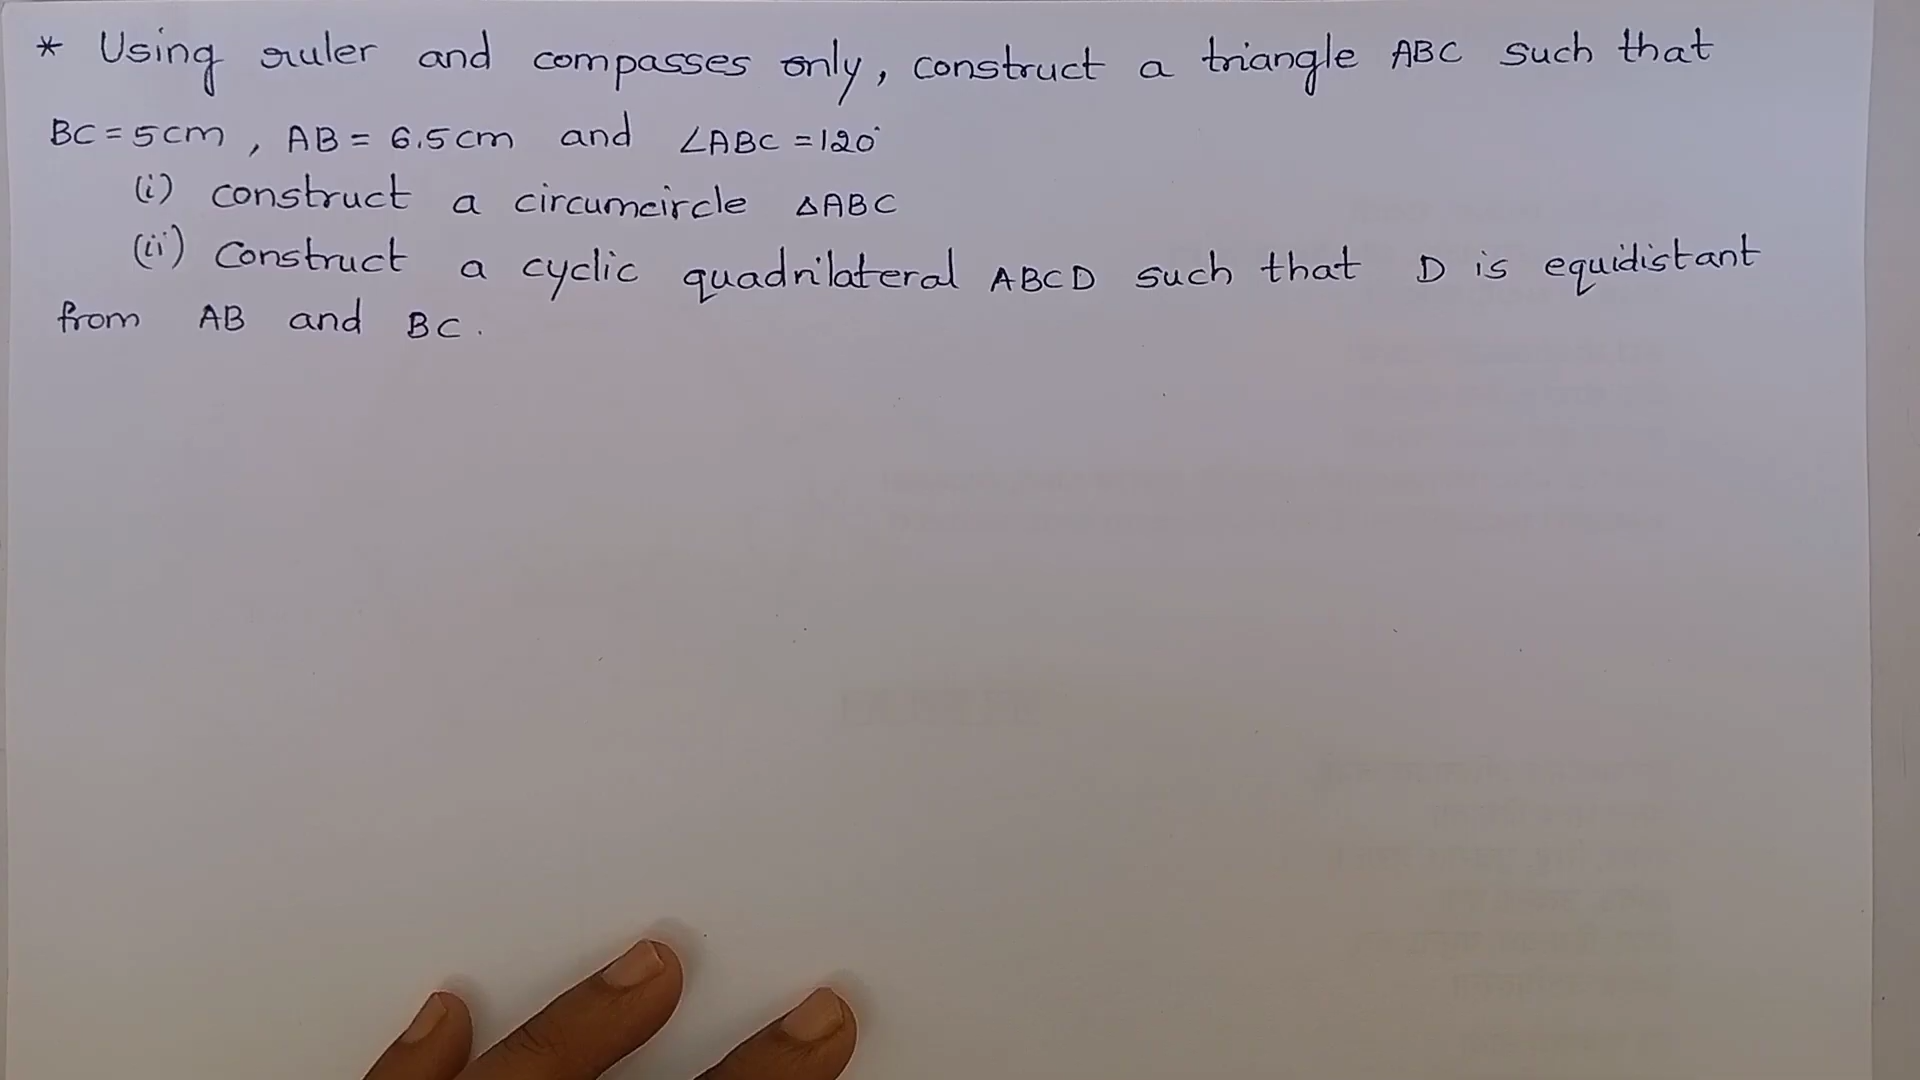 * Using ruler and compasses only, construct a triangle ABC such that
BC = 5cm, AB = 6.5cm and ∠ABC = 120°
(i) construct a circumcircle ΔABC
(ii) Construct a cyclic quadrilateral ABCD such that D is equidistant
from AB and BC.